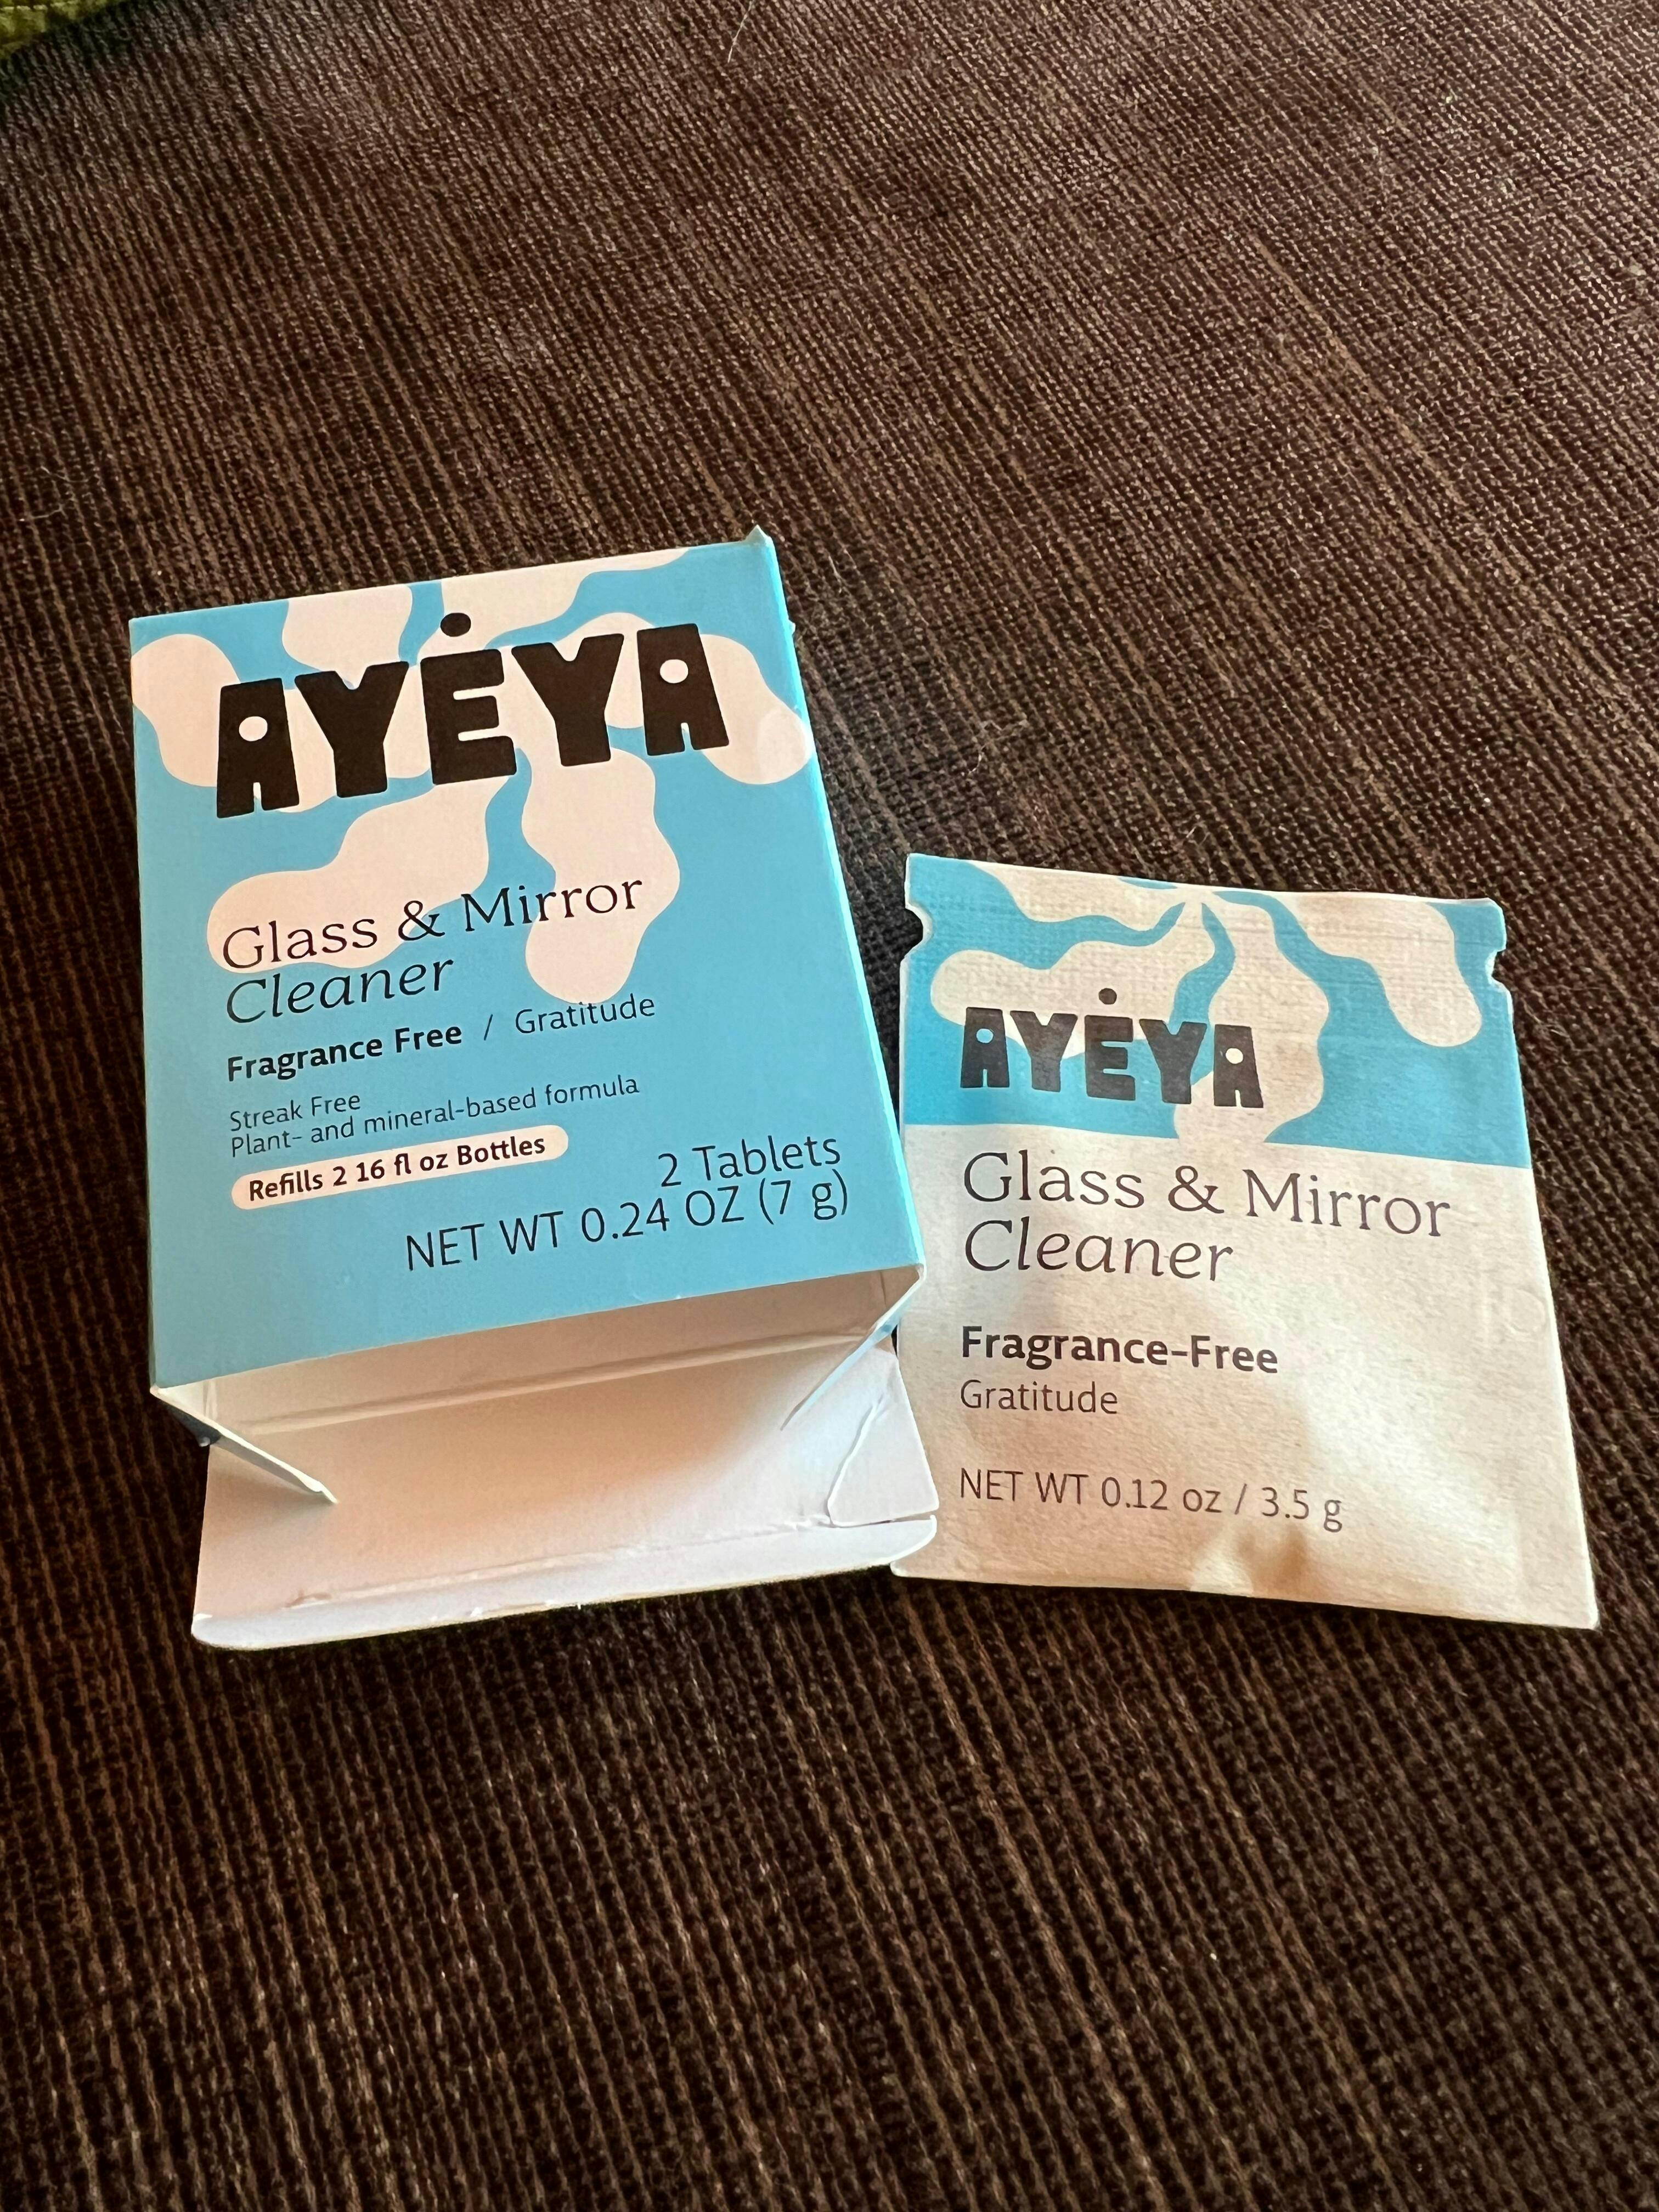 AYĖYA
Glass & Mirror
Cleaner
Fragrance Free / Gratitude
Streak Free
Plant- and mineral-based formula
Refills 2 16 fl oz Bottles
2 Tablets
NET WT 0.24 OZ (7 g)
AYĖYA
Glass & Mirror
Cleaner
Fragrance-Free
Gratitude
NET WT 0.12 oz / 3.5 g